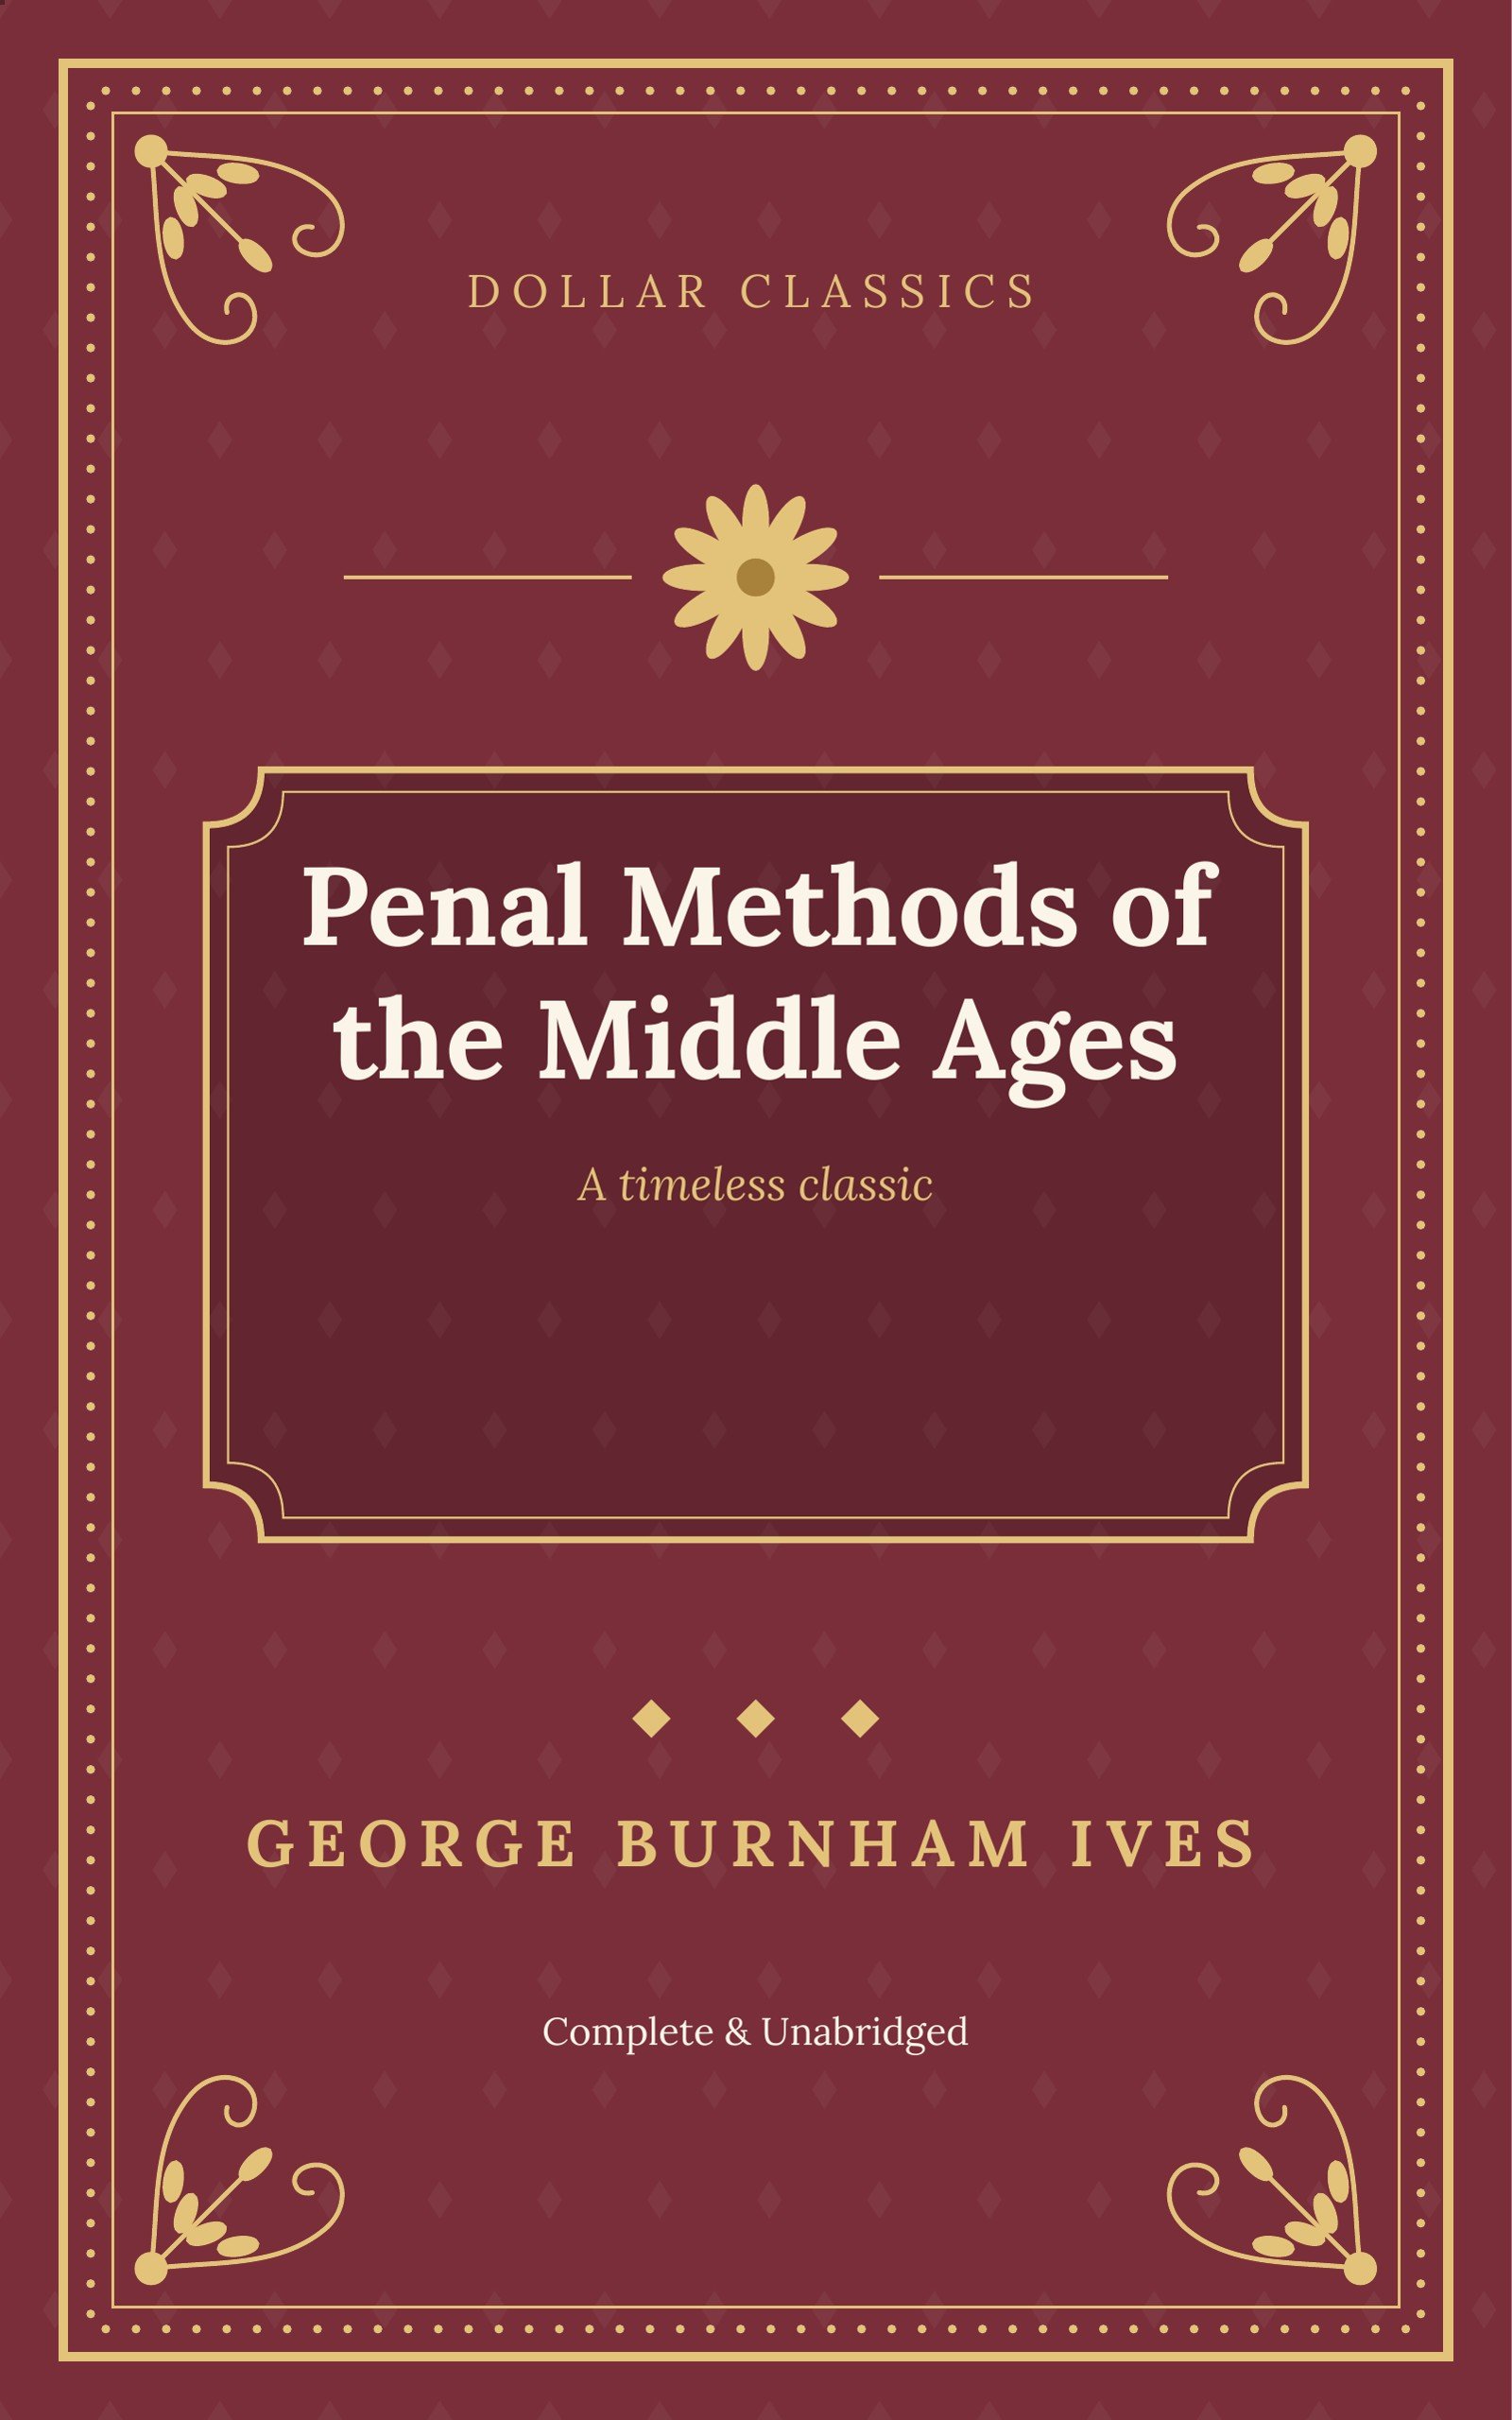 DOLLAR CLASSICS
Penal Methods of
the Middle Ages
A timeless classic
GEORGE BURNHAM IVES
Complete & Unabridged